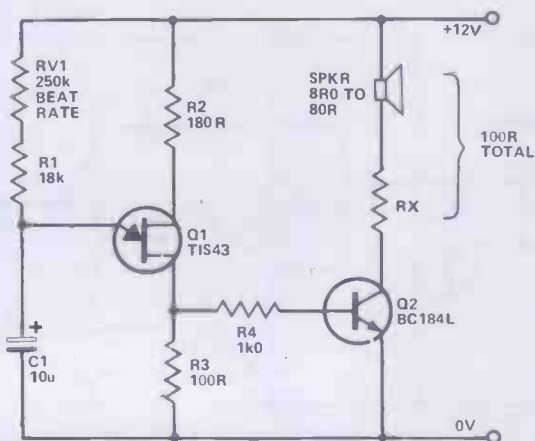 +12V
RV1
250k
BEAT
RATE
R2
180R
SPKR
8R0 TO
80R
100R
TOTAL
R1
18k
RX
Q1
TIS43
Q2
BC184L
R4
1k0
+
C1
10u
R3
100R
0V